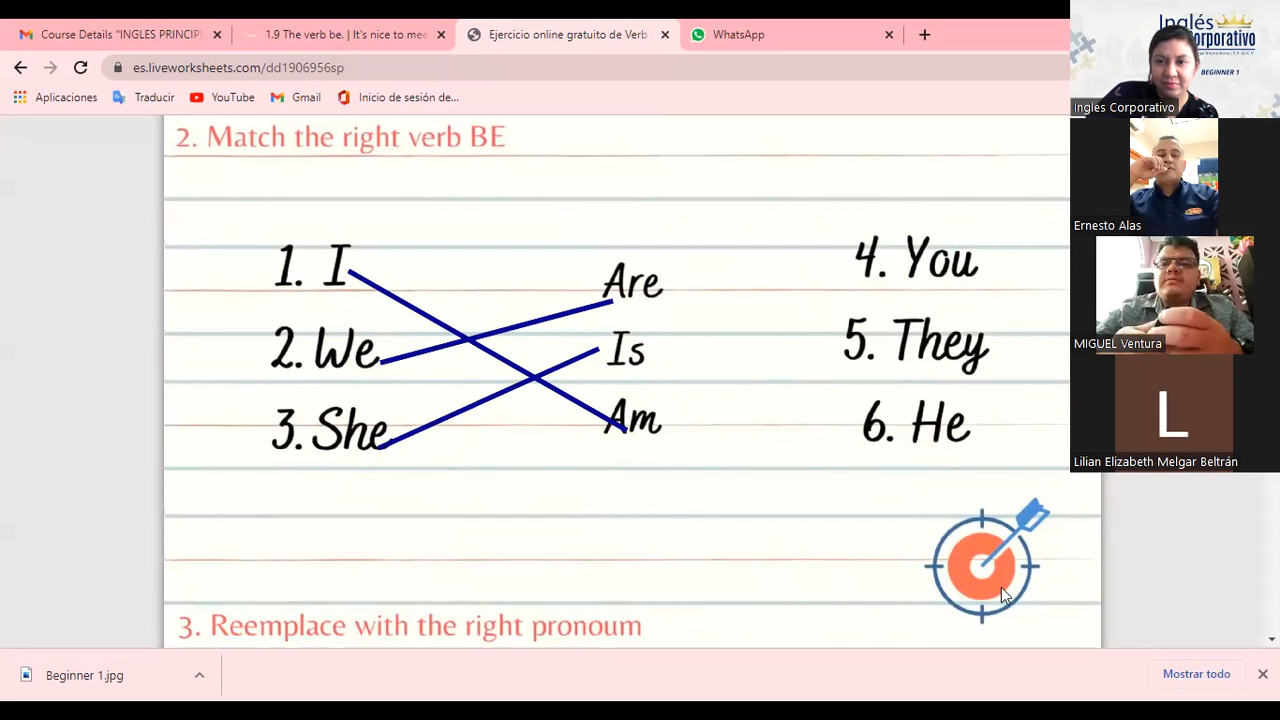 Course Details "INGLES PRINCIPI
1.9 The verb be. | It's nice to mee
Ejercicio online gratuito de Verb
WhatsApp
es.liveworksheets.com/dd1906956sp
Aplicaciones
Traducir
YouTube
Gmail
Inicio de sesión de...
2. Match the right verb BE
1. I
2. We
3. She
Are
Is
Am
4. You
5. They
6. He
3. Reemplace with the right pronoum
Beginner 1.jpg
Mostrar todo
Inglés
Corporativo
BEGINNER 1
Ingles Corporativo
Ernesto Alas
MIGUEL Ventura
L
Lilian Elizabeth Melgar Beltrán